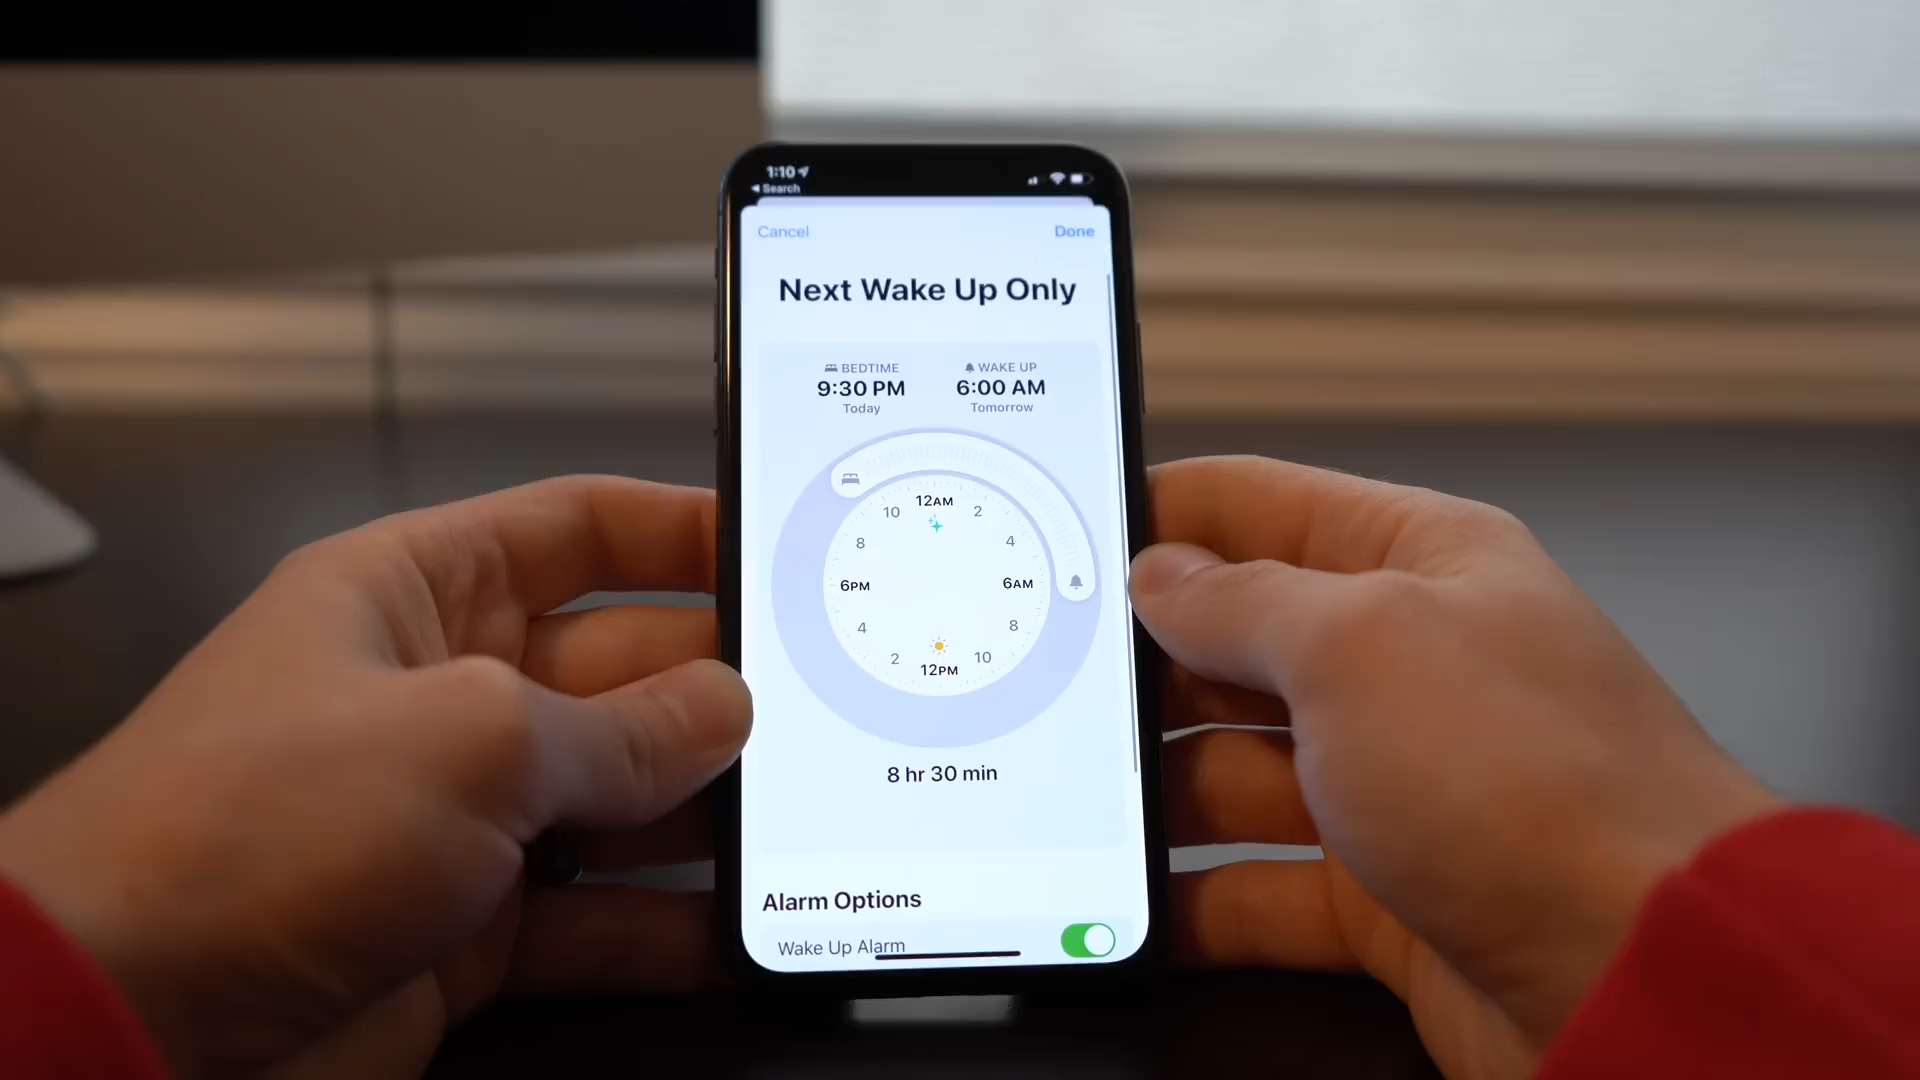 1:10
Search
Cancel Done
Next Wake Up Only
BEDTIME WAKE UP
9:30 PM 6:00 AM
Today Tomorrow
12AM
10 2
8 4
6PM 6AM
4 8
2 10
12PM
8 hr 30 min
Alarm Options
Wake Up Alarm